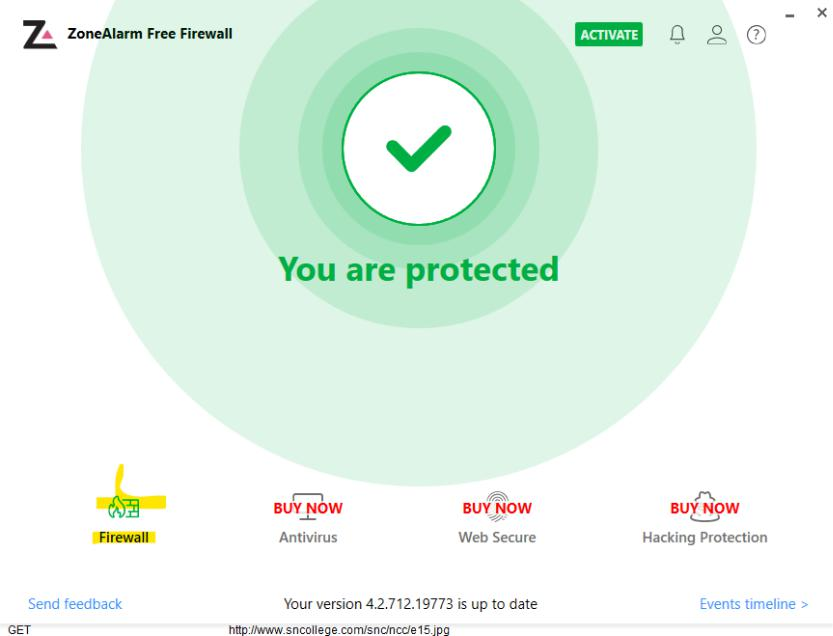 ZoneAlarm Free Firewall
ACTIVATE
?
You are protected
BUY NOW
BUY NOW
BUY NOW
Firewall
Antivirus
Web Secure
Hacking Protection
Send feedback
Your version 4.2.712.19773 is up to date
Events timeline >
GET http://www.sncollege.com/snc/ncc/e15.jpg